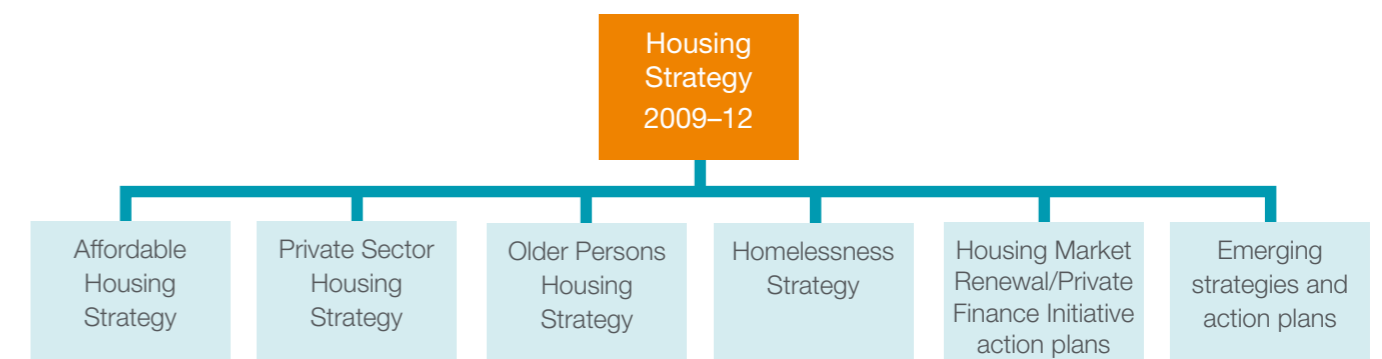 Housing
Strategy
2009–12
Affordable
Housing
Strategy
Private Sector
Housing
Strategy
Older Persons
Housing
Strategy
Homelessness
Strategy
Housing Market
Renewal/Private
Finance Initiative
action plans
Emerging
strategies and
action plans